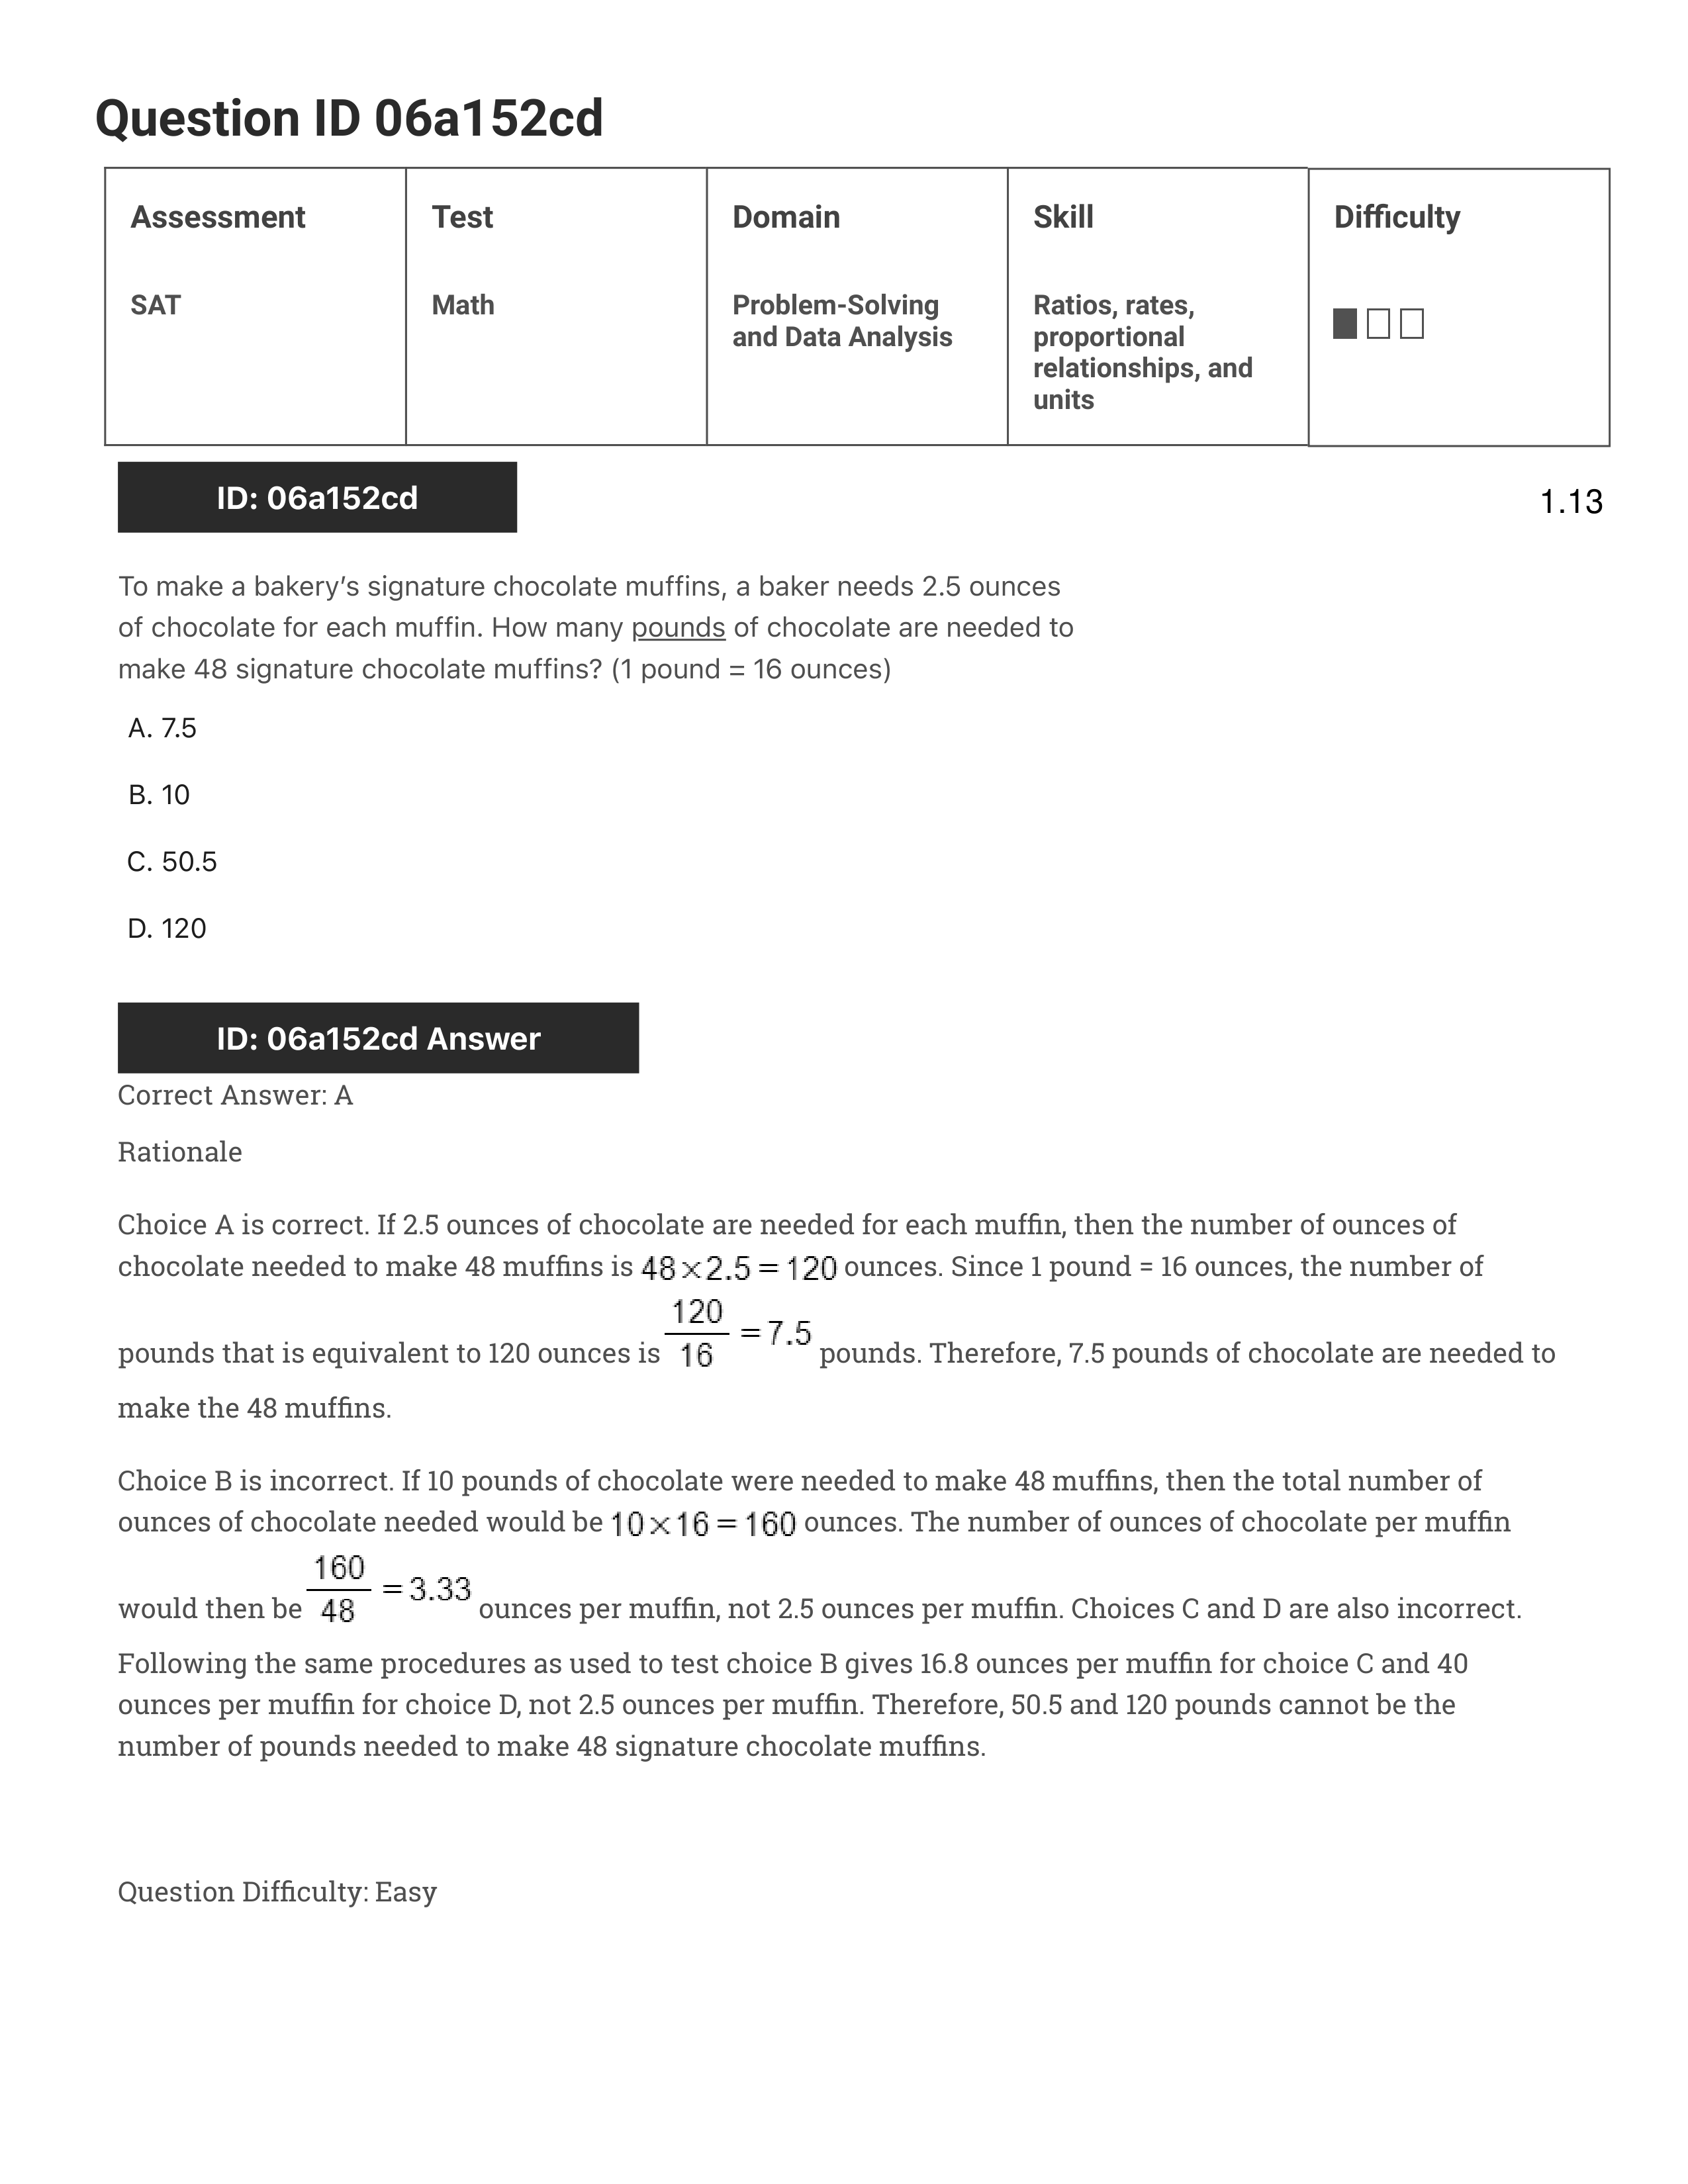 Question ID 06a152cd
Assessment
Test
Domain
Skill
Difficulty
SAT
Math
Problem-Solving
and Data Analysis
Ratios, rates,
proportional
relationships, and
units
ID: 06a152cd
1.13
To make a bakery’s signature chocolate muffins, a baker needs 2.5 ounces
of chocolate for each muffin. How many pounds of chocolate are needed to
make 48 signature chocolate muffins? (1 pound = 16 ounces)
A. 7.5
B. 10
C. 50.5
D. 120
ID: 06a152cd Answer
Correct Answer: A
Rationale
Choice A is correct. If 2.5 ounces of chocolate are needed for each muffin, then the number of ounces of
chocolate needed to make 48 muffins is 48×2.5=120 ounces. Since 1 pound = 16 ounces, the number of
pounds that is equivalent to 120 ounces is 120/16 =7.5 pounds. Therefore, 7.5 pounds of chocolate are needed to
make the 48 muffins.
Choice B is incorrect. If 10 pounds of chocolate were needed to make 48 muffins, then the total number of
ounces of chocolate needed would be 10×16=160 ounces. The number of ounces of chocolate per muffin
would then be 160/48 =3.33 ounces per muffin, not 2.5 ounces per muffin. Choices C and D are also incorrect.
Following the same procedures as used to test choice B gives 16.8 ounces per muffin for choice C and 40
ounces per muffin for choice D, not 2.5 ounces per muffin. Therefore, 50.5 and 120 pounds cannot be the
number of pounds needed to make 48 signature chocolate muffins.
Question Difficulty: Easy